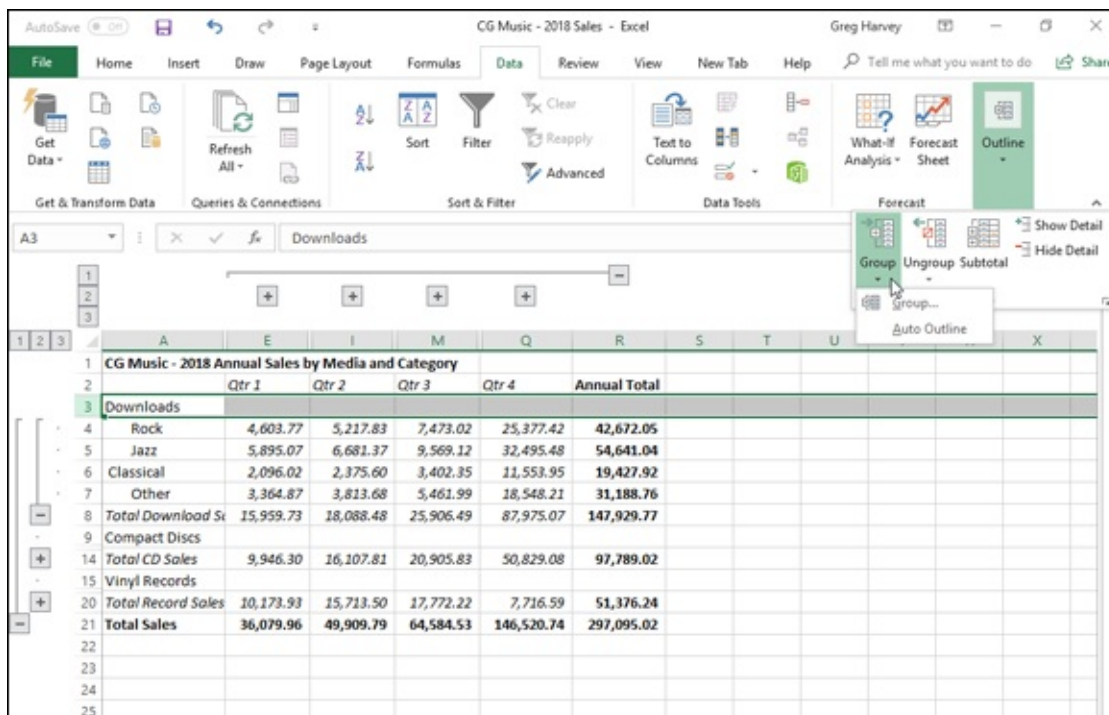 AutoSave Off CG Music - 2018 Sales - Excel Greg Harvey
File Home Insert Draw Page Layout Formulas Data Review View New Tab Help Tell me what you want to do Share
Get Data Refresh All Sort Filter Clear Reapply Advanced Text to Columns What-If Analysis Forecast Sheet Outline
Get & Transform Data Queries & Connections Sort & Filter Data Tools Forecast
A3 fx Downloads
Group Ungroup Subtotal Show Detail
Hide Detail
Group...
Auto Outline
1
2
3
1 2 3 A E I M Q R S T U X
1 CG Music - 2018 Annual Sales by Media and Category
2 Qtr 1 Qtr 2 Qtr 3 Qtr 4 Annual Total
3 Downloads
4 Rock 4,603.77 5,217.83 7,473.02 25,377.42 42,672.05
5 Jazz 5,895.07 6,681.37 9,569.12 32,495.48 54,641.04
6 Classical 2,096.02 2,375.60 3,402.35 11,553.95 19,427.92
7 Other 3,364.87 3,813.68 5,461.99 18,548.21 31,188.76
8 Total Download Sa 15,959.73 18,088.48 25,906.49 87,975.07 147,929.77
9 Compact Discs
14 Total CD Sales 9,946.30 16,107.81 20,905.83 50,829.08 97,789.02
15 Vinyl Records
20 Total Record Sales 10,173.93 15,713.50 17,772.22 7,716.59 51,376.24
21 Total Sales 36,079.96 49,909.79 64,584.53 146,520.74 297,095.02
22
23
24
25